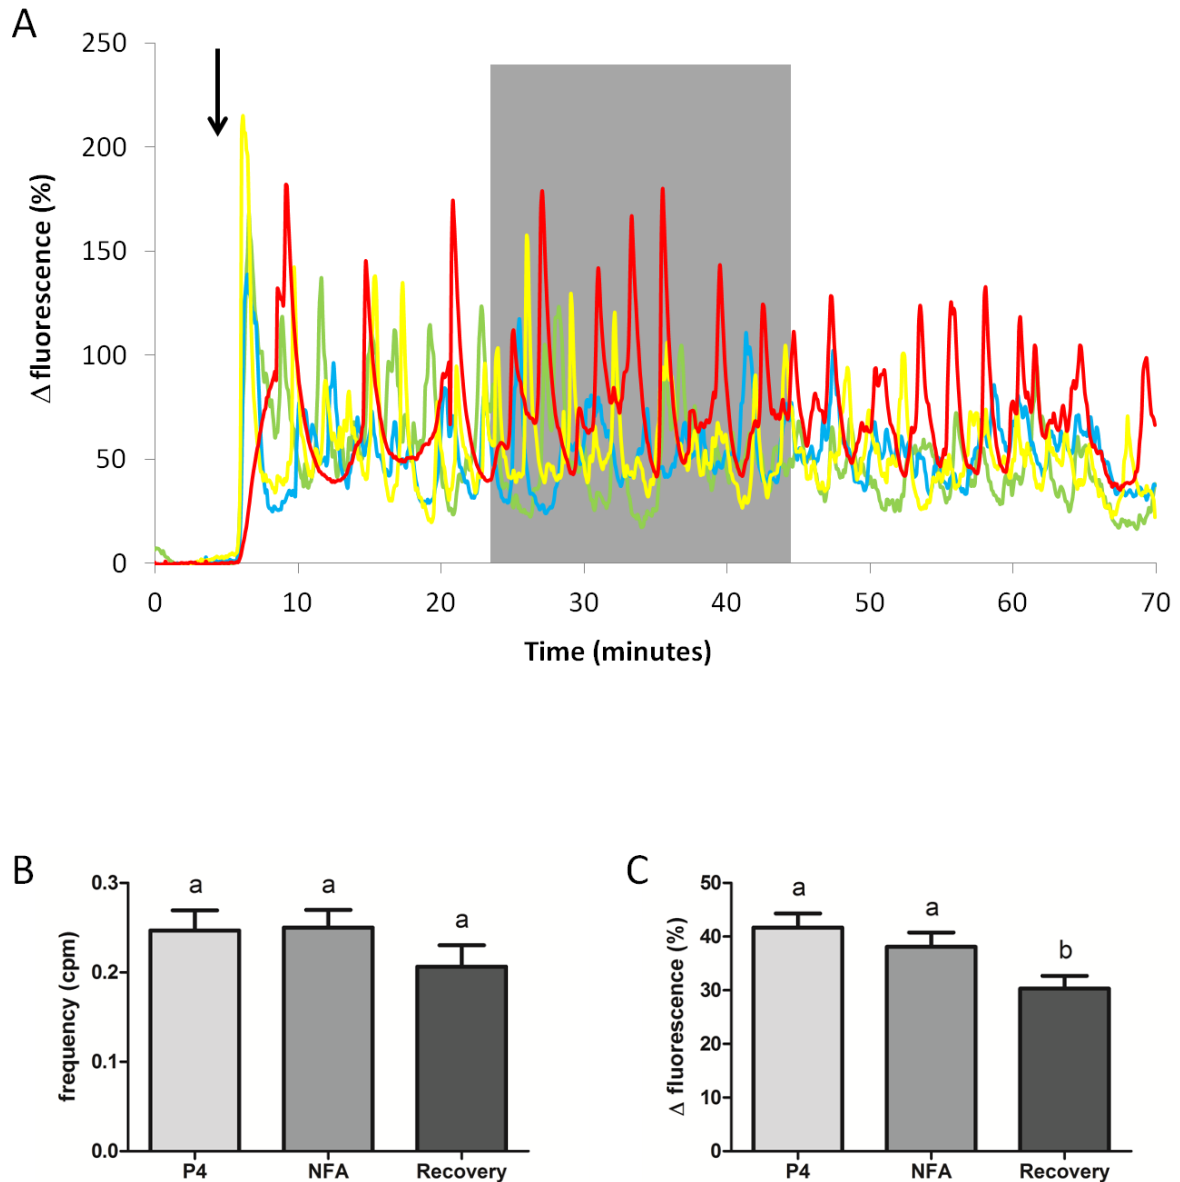 A
250
200
150
100
50
0
Δ fluorescence (%)
0 10 20 30 40 50 60 70
Time (minutes)
B
0.3
0.2
0.1
0.0
frequency (cpm)
a a a
P4 NFA Recovery
C
50
40
30
20
10
0
Δ fluorescence (%)
a a b
P4 NFA Recovery